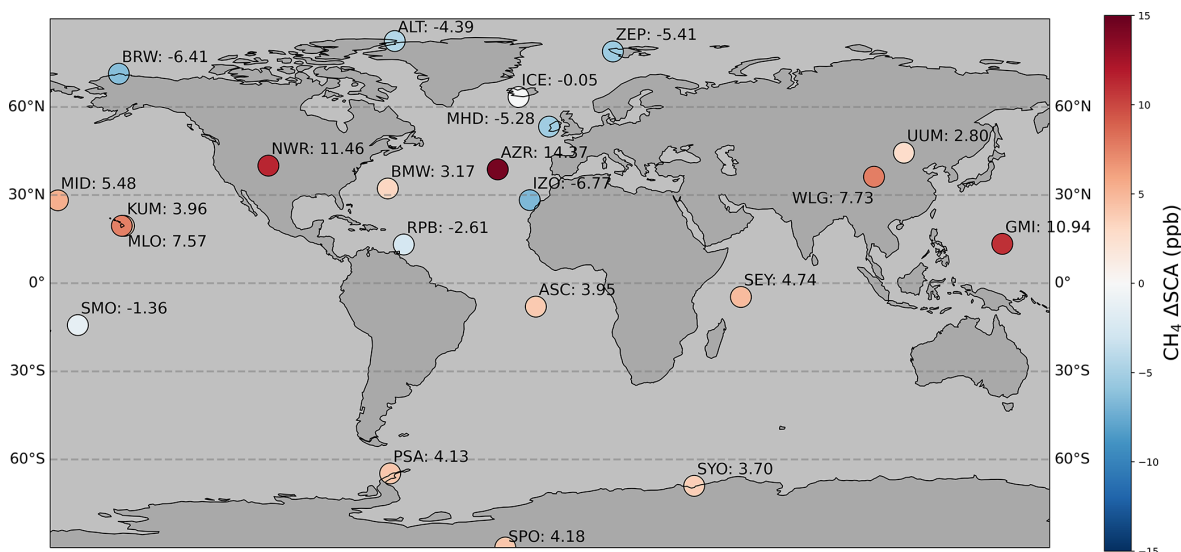 ALT: -4.39
ZEP: -5.41
BRW: -6.41
ICE: -0.05
60°N
60°N
MHD: -5.28
UUM: 2.80
NWR: 11.46
AZR: 14.37
BMW: 3.17
MID: 5.48
IZO: -6.77
30°N
30°N
WLG: 7.73
KUM: 3.96
MLO: 7.57
RPB: -2.61
GMI: 10.94
0°
0°
SEY: 4.74
ASC: 3.95
SMO: -1.36
30°S
30°S
60°S
60°S
PSA: 4.13
SYO: 3.70
SPO: 4.18
15
10
5
0
−5
−10
−15
CH₄ ΔSCA (ppb)